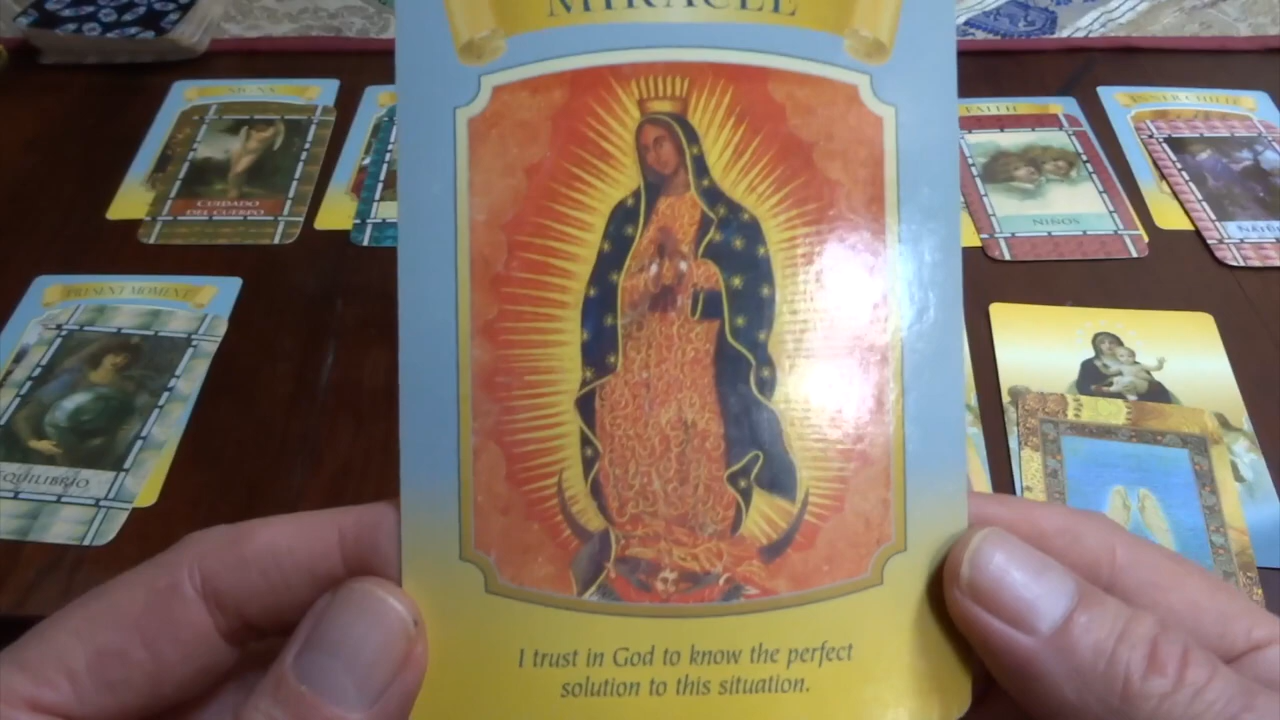 MIRACLE
SIGNS
CUIDADO
DEL CUERPO
FAITH
NIÑOS
INNER CHILD
PRESENT MOMENT
EQUILIBRIO
I trust in God to know the perfect
solution to this situation.